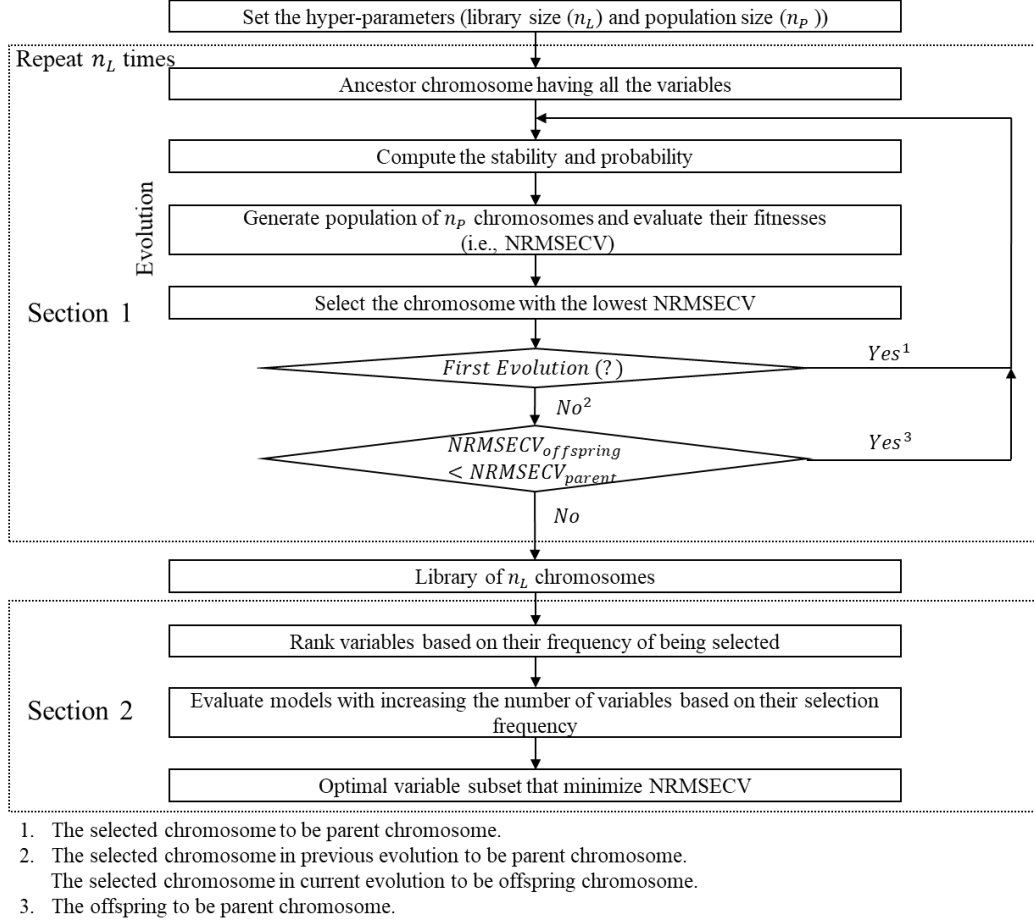 Set the hyper-parameters (library size (n_L) and population size (n_P ))
Repeat n_L times
Ancestor chromosome having all the variables
Compute the stability and probability
Evolution
Generate population of n_P chromosomes and evaluate their fitnesses
(i.e., NRMSECV)
Section 1
Select the chromosome with the lowest NRMSECV
First Evolution (?)
Yes¹
No²
NRMSECV_offspring
< NRMSECV_parent
Yes³
No
Library of n_L chromosomes
Rank variables based on their frequency of being selected
Section 2
Evaluate models with increasing the number of variables based on their selection
frequency
Optimal variable subset that minimize NRMSECV
1. The selected chromosome to be parent chromosome.
2. The selected chromosome in previous evolution to be parent chromosome.
The selected chromosome in current evolution to be offspring chromosome.
3. The offspring to be parent chromosome.